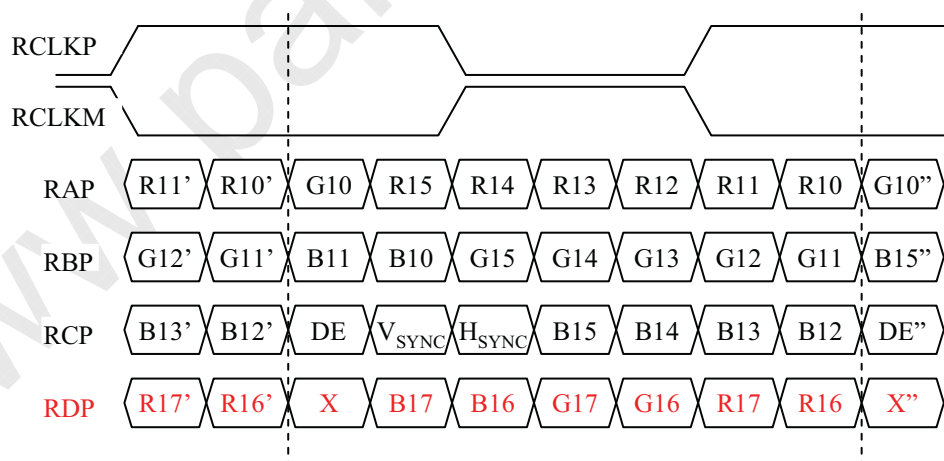 RCLKP
RCLKM
RAP R11’ R10’ G10 R15 R14 R13 R12 R11 R10 G10”
RBP G12’ G11’ B11 B10 G15 G14 G13 G12 G11 B15”
RCP B13’ B12’ DE VSYNC HSYNC B15 B14 B13 B12 DE”
RDP R17’ R16’ X B17 B16 G17 G16 R17 R16 X”